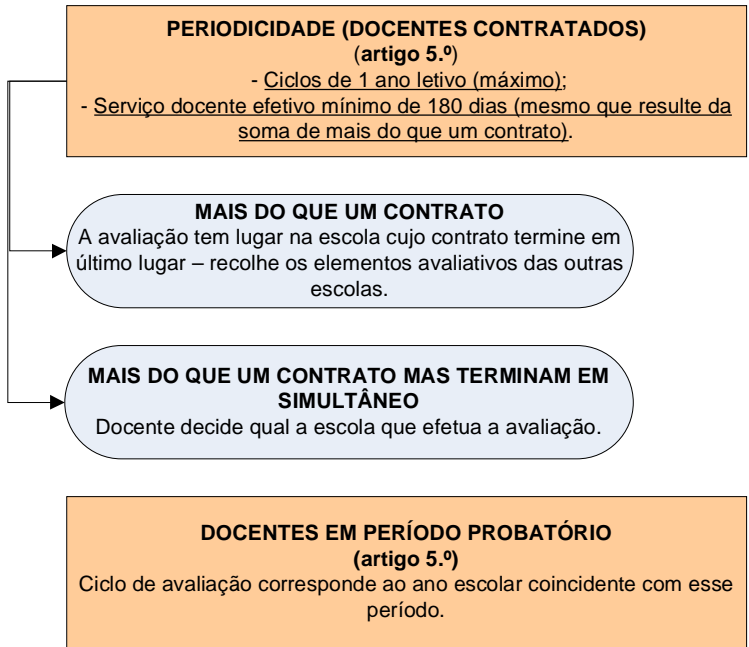 PERIODICIDADE (DOCENTES CONTRATADOS)
(artigo 5.º)
- Ciclos de 1 ano letivo (máximo);
- Serviço docente efetivo mínimo de 180 dias (mesmo que resulte da
soma de mais do que um contrato).
MAIS DO QUE UM CONTRATO
A avaliação tem lugar na escola cujo contrato termine em
último lugar – recolhe os elementos avaliativos das outras
escolas.
MAIS DO QUE UM CONTRATO MAS TERMINAM EM
SIMULTÂNEO
Docente decide qual a escola que efetua a avaliação.
DOCENTES EM PERÍODO PROBATÓRIO
(artigo 5.º)
Ciclo de avaliação corresponde ao ano escolar coincidente com esse
período.